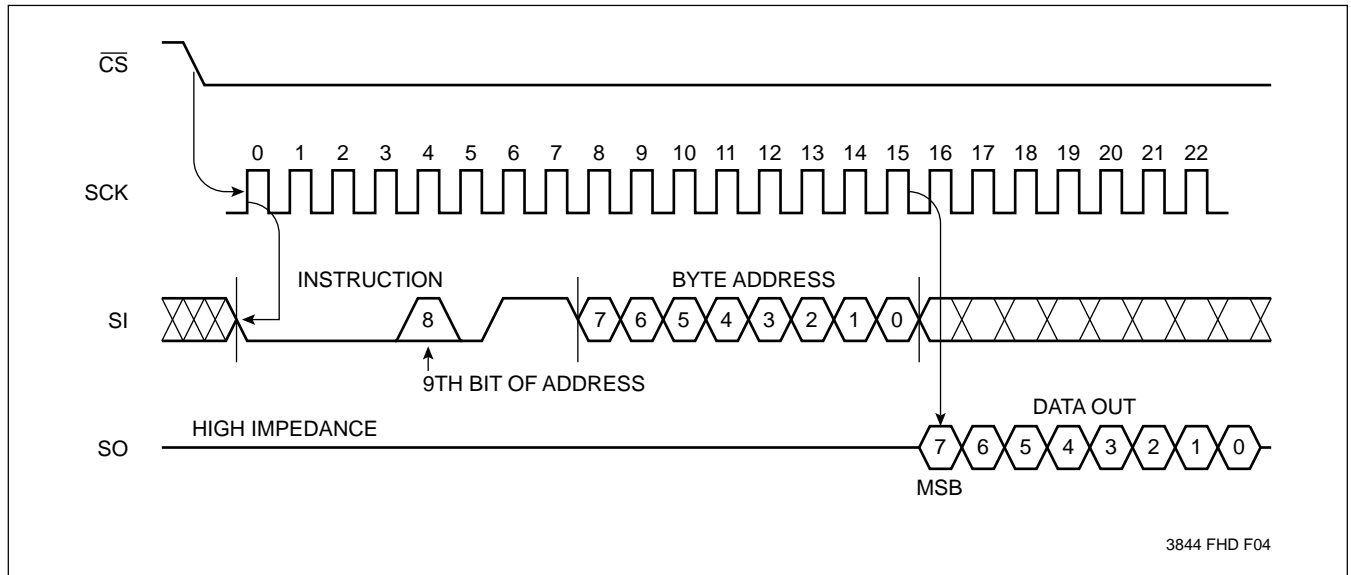 CS
0 1 2 3 4 5 6 7 8 9 10 11 12 13 14 15 16 17 18 19 20 21 22
SCK
INSTRUCTION BYTE ADDRESS
SI 8 7 6 5 4 3 2 1 0
9TH BIT OF ADDRESS
DATA OUT
HIGH IMPEDANCE
SO 7 6 5 4 3 2 1 0
MSB
3844 FHD F04